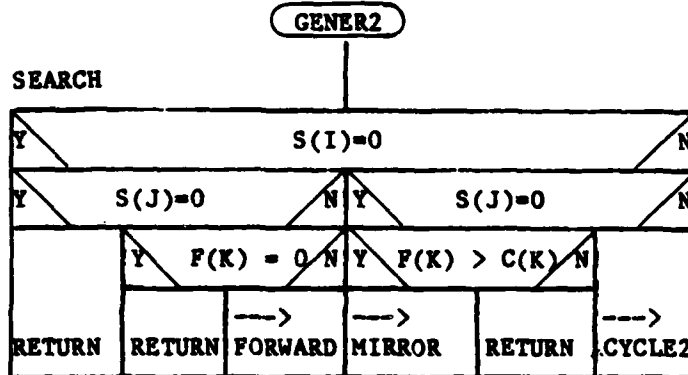 GENER2
SEARCH
Y S(I)=0 N
Y S(J)=0 N Y S(J)=0 N
Y F(K) = 0 N Y F(K) > C(K) N
---> ---> --->
RETURN RETURN FORWARD MIRROR RETURN CYCLE2